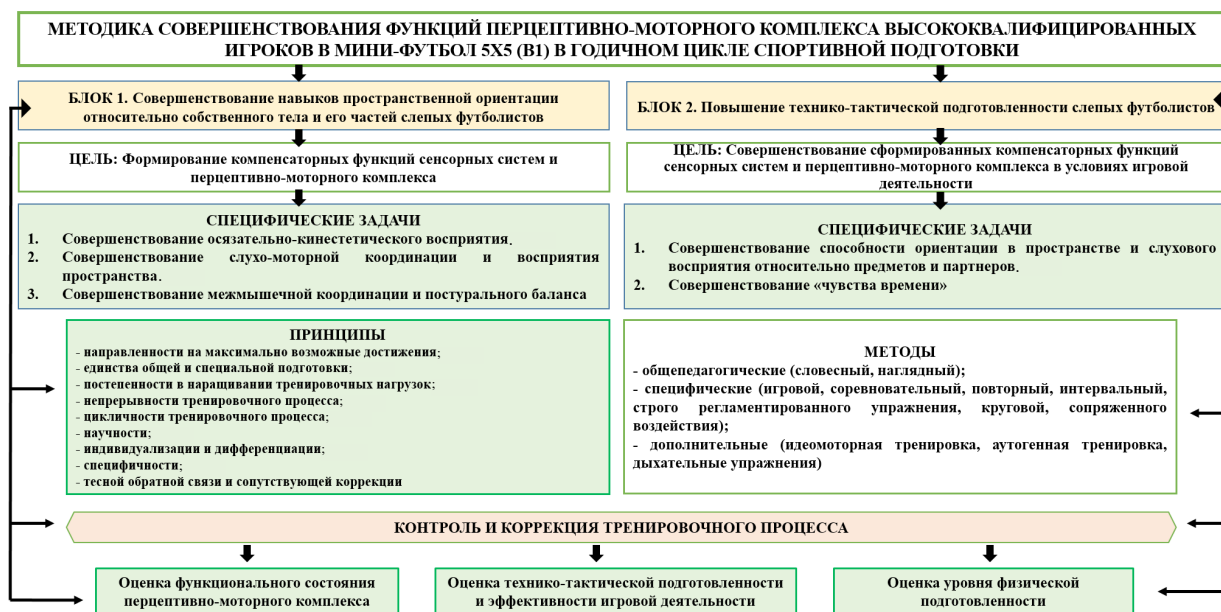 МЕТОДИКА СОВЕРШЕНСТВОВАНИЯ ФУНКЦИЙ ПЕРЦЕПТИВНО-МОТОРНОГО КОМПЛЕКСА ВЫСОКОКВАЛИФИЦИРОВАННЫХ
ИГРОКОВ В МИНИ-ФУТБОЛ 5Х5 (В1) В ГОДИЧНОМ ЦИКЛЕ СПОРТИВНОЙ ПОДГОТОВКИ
БЛОК 1. Совершенствование навыков пространственной ориентации
относительно собственного тела и его частей слепых футболистов
ЦЕЛЬ: Формирование компенсаторных функций сенсорных систем и
перцептивно-моторного комплекса
СПЕЦИФИЧЕСКИЕ ЗАДАЧИ
1. Совершенствование осязательно-кинестетического восприятия.
2. Совершенствование слухо-моторной координации и восприятия
пространства.
3. Совершенствование межмышечной координации и постурального баланса
БЛОК 2. Повышение технико-тактической подготовленности слепых футболистов
ЦЕЛЬ: Совершенствование сформированных компенсаторных функций
сенсорных систем и перцептивно-моторного комплекса в условиях игровой
деятельности
СПЕЦИФИЧЕСКИЕ ЗАДАЧИ
1. Совершенствование способности ориентации в пространстве и слухового
восприятия относительно предметов и партнеров.
2. Совершенствование «чувства времени»
ПРИНЦИПЫ
- направленности на максимально возможные достижения;
- единства общей и специальной подготовки;
- постепенности в наращивании тренировочных нагрузок;
- непрерывности тренировочного процесса;
- цикличности тренировочного процесса;
- научности;
- индивидуализации и дифференциации;
- специфичности;
- тесной обратной связи и сопутствующей коррекции
МЕТОДЫ
- общепедагогические (словесный, наглядный);
- специфические (игровой, соревновательный, повторный, интервальный,
строго регламентированного упражнения, круговой, сопряженного
воздействия);
- дополнительные (идеомоторная тренировка, аутогенная тренировка,
дыхательные упражнения)
КОНТРОЛЬ И КОРРЕКЦИЯ ТРЕНИРОВОЧНОГО ПРОЦЕССА
Оценка функционального состояния
перцептивно-моторного комплекса
Оценка технико-тактической подготовленности
и эффективности игровой деятельности
Оценка уровня физической
подготовленности